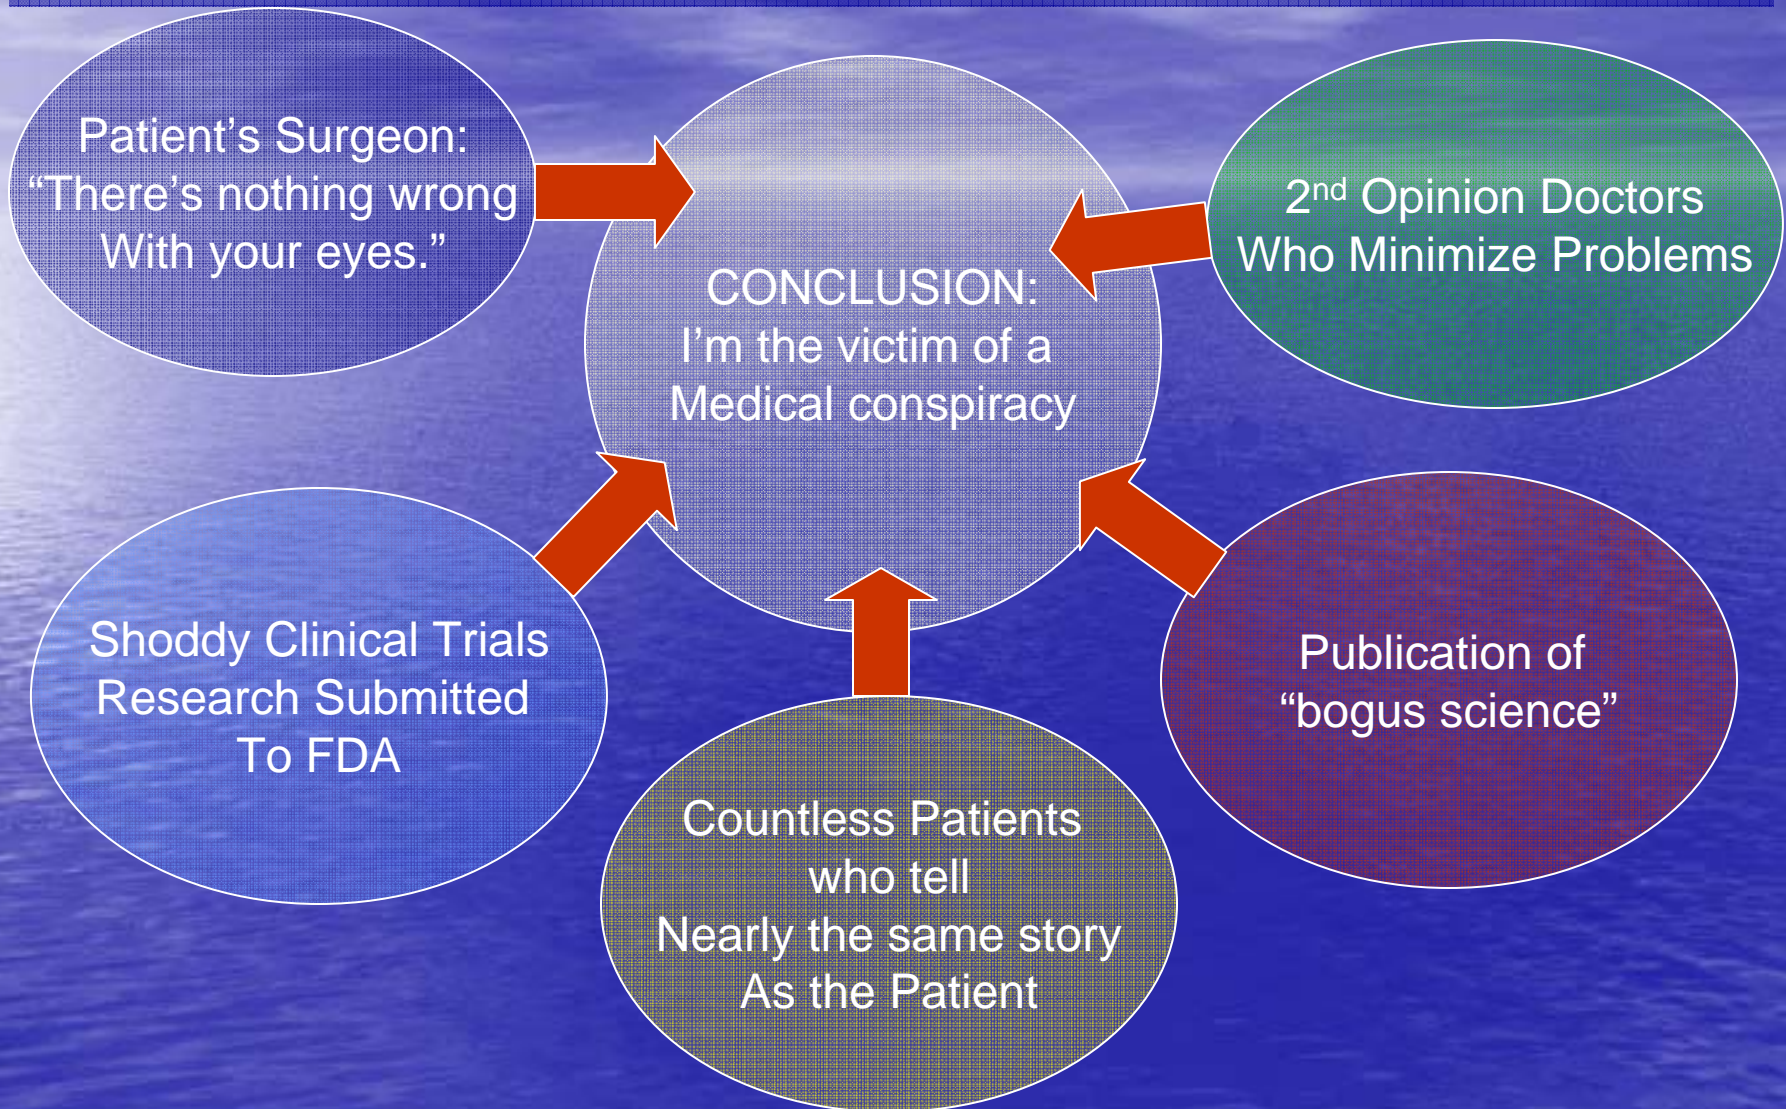 Patient’s Surgeon:
“There’s nothing wrong
With your eyes.”
CONCLUSION:
I’m the victim of a
Medical conspiracy
2nd Opinion Doctors
Who Minimize Problems
Shoddy Clinical Trials
Research Submitted
To FDA
Countless Patients
who tell
Nearly the same story
As the Patient
Publication of
“bogus science”